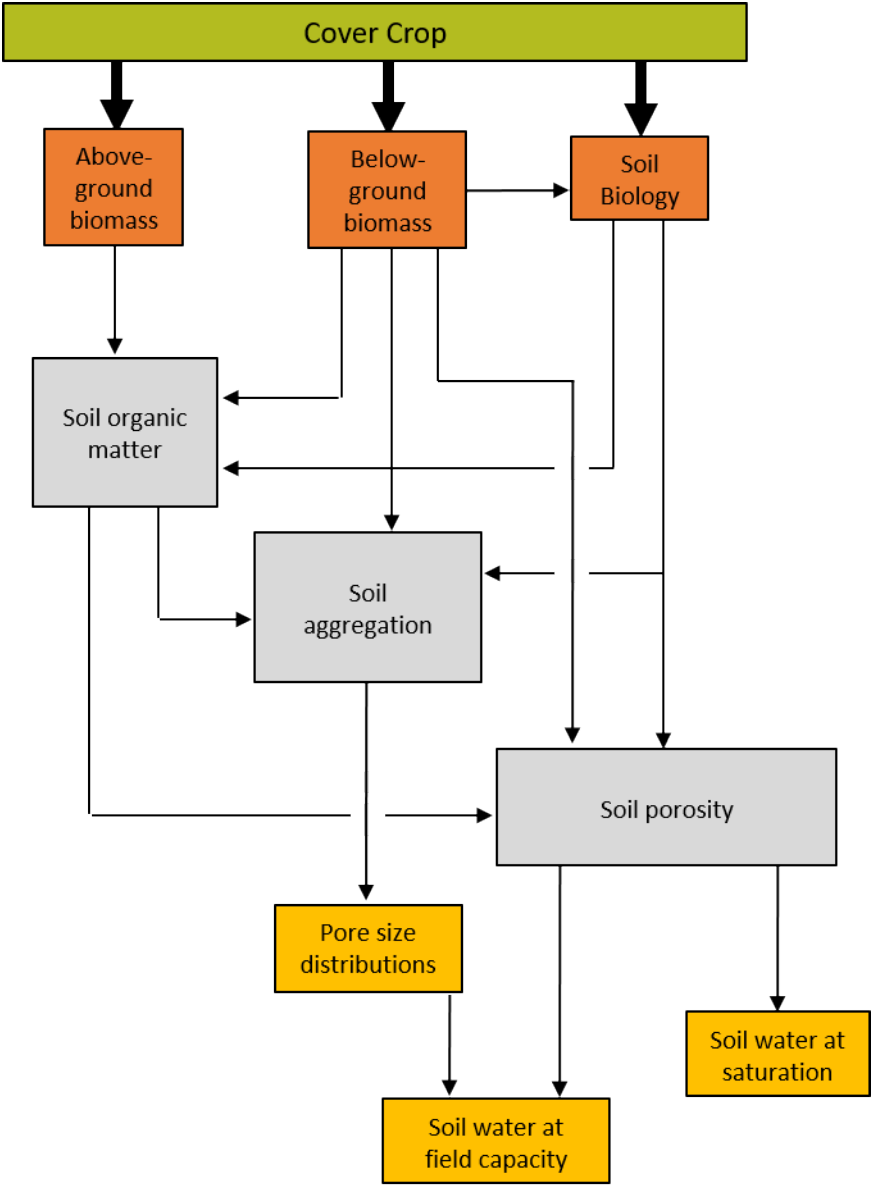 Cover Crop
Above-
ground
biomass
Below-
ground
biomass
Soil
Biology
Soil organic
matter
Soil
aggregation
Soil porosity
Pore size
distributions
Soil water at
saturation
Soil water at
field capacity